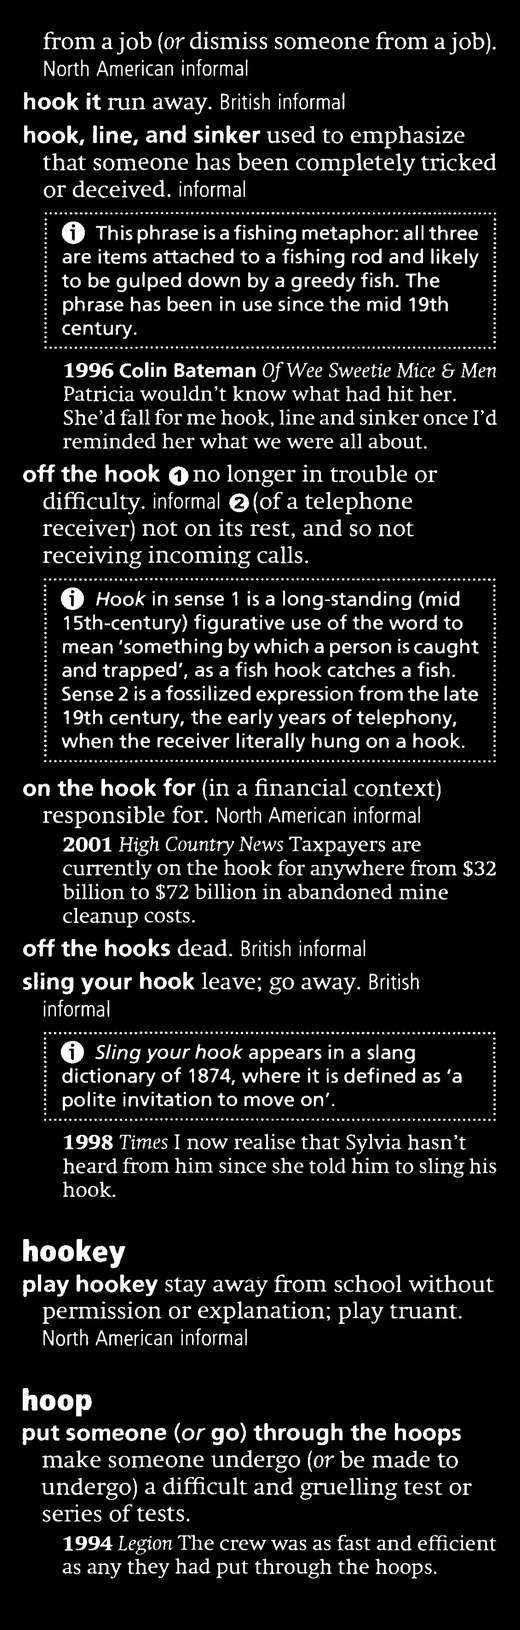 from a job (or dismiss someone from a job).
North American informal
hook it run away. British informal
hook, line, and sinker used to emphasize
that someone has been completely tricked
or deceived. informal
i This phrase is a fishing metaphor: all three
are items attached to a fishing rod and likely
to be gulped down by a greedy fish. The
phrase has been in use since the mid 19th
century.
1996 Colin Bateman Of Wee Sweetie Mice & Men
Patricia wouldn't know what had hit her.
She'd fall for me hook, line and sinker once I'd
reminded her what we were all about.
off the hook ❶ no longer in trouble or
difficulty. informal ❷ (of a telephone
receiver) not on its rest, and so not
receiving incoming calls.
i Hook in sense 1 is a long-standing (mid
15th-century) figurative use of the word to
mean 'something by which a person is caught
and trapped', as a fish hook catches a fish.
Sense 2 is a fossilized expression from the late
19th century, the early years of telephony,
when the receiver literally hung on a hook.
on the hook for (in a financial context)
responsible for. North American informal
2001 High Country News Taxpayers are
currently on the hook for anywhere from $32
billion to $72 billion in abandoned mine
cleanup costs.
off the hooks dead. British informal
sling your hook leave; go away. British
informal
i Sling your hook appears in a slang
dictionary of 1874, where it is defined as 'a
polite invitation to move on'.
1998 Times I now realise that Sylvia hasn't
heard from him since she told him to sling his
hook.
hookey
play hookey stay away from school without
permission or explanation; play truant.
North American informal
hoop
put someone (or go) through the hoops
make someone undergo (or be made to
undergo) a difficult and gruelling test or
series of tests.
1994 Legion The crew was as fast and efficient
as any they had put through the hoops.